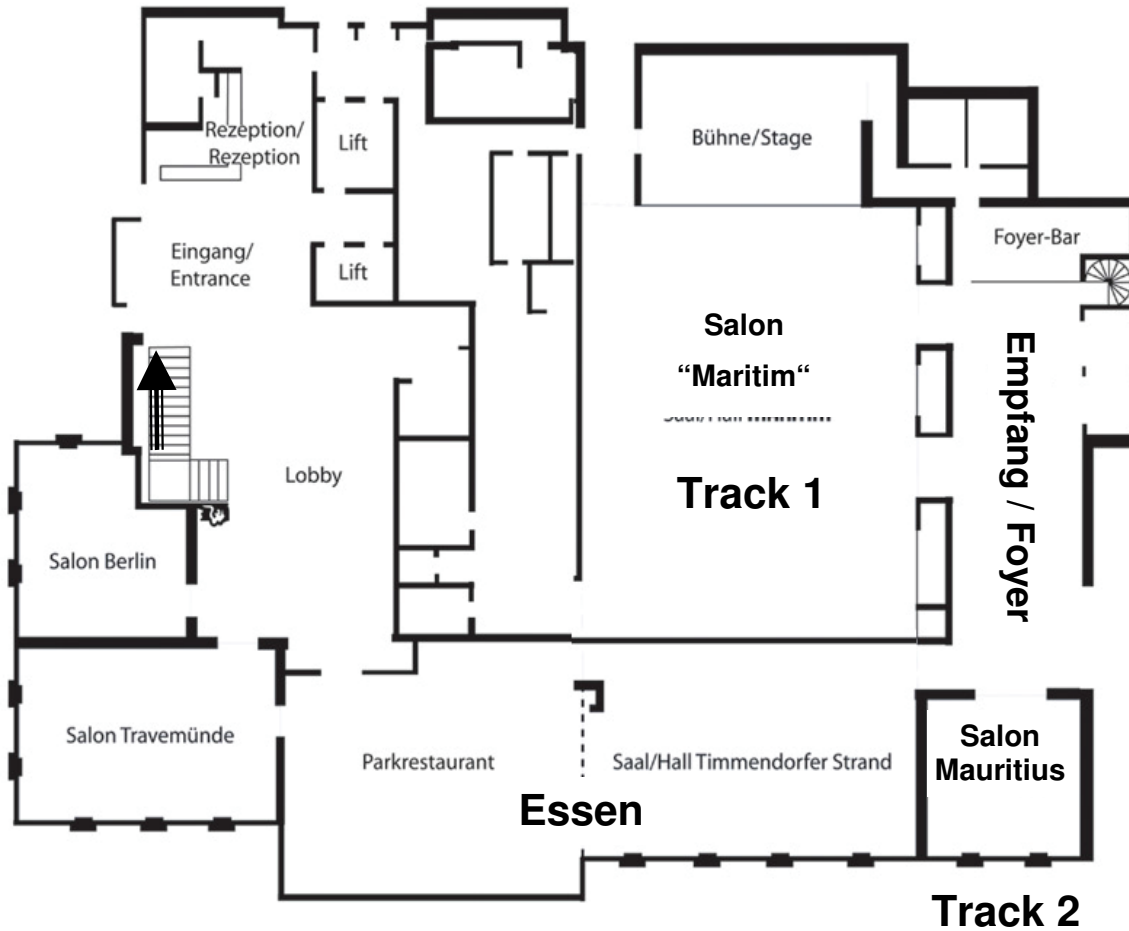 Rezeption/
Rezeption
Lift
Bühne/Stage
Eingang/
Entrance
Lift
Foyer-Bar
Salon
“Maritim“
Empfang / Foyer
Track 1
Lobby
Salon Berlin
Salon Travemünde
Parkrestaurant
Saal/Hall Timmendorfer Strand
Salon
Mauritius
Essen
Track 2